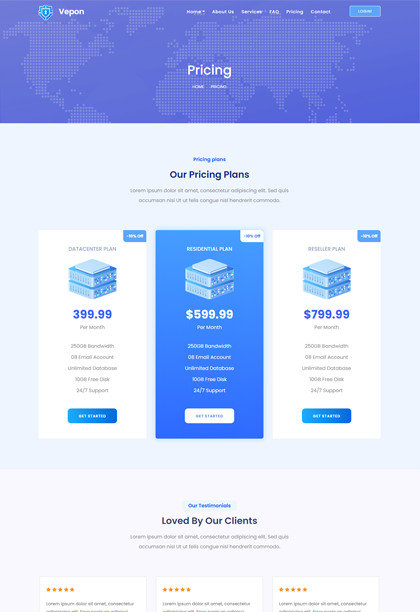 Vepon
Home
About Us
Services
FAQ
Pricing
Contact
LOGIN
Pricing
HOME
PRICING
Pricing plans
Our Pricing Plans
Lorem ipsum dolor sit amet, consectetur adipiscing elit. Sed quis
accumsan nisi Ut ut felis congue nisl hendrerit commodo.
-10% Off
DATACENTER PLAN
399.99
Per Month
250GB Bandwidth
08 Email Account
Unlimited Database
10GB Free Disk
24/7 Support
GET STARTED
-10% Off
RESIDENTIAL PLAN
$599.99
Per Month
250GB Bandwidth
08 Email Account
Unlimited Database
10GB Free Disk
24/7 Support
GET STARTED
-10% Off
RESELLER PLAN
$799.99
Per Month
250GB Bandwidth
08 Email Account
Unlimited Database
10GB Free Disk
24/7 Support
GET STARTED
Our Testimonials
Loved By Our Clients
Lorem ipsum dolor sit amet, consectetur adipiscing elit. Sed quis
accumsan nisi Ut ut felis congue nisl hendrerit commodo.
Lorem ipsum dolor sit amet, consectetur
Lorem ipsum dolor sit amet, consectetur
Lorem ipsum dolor sit amet, consectetur